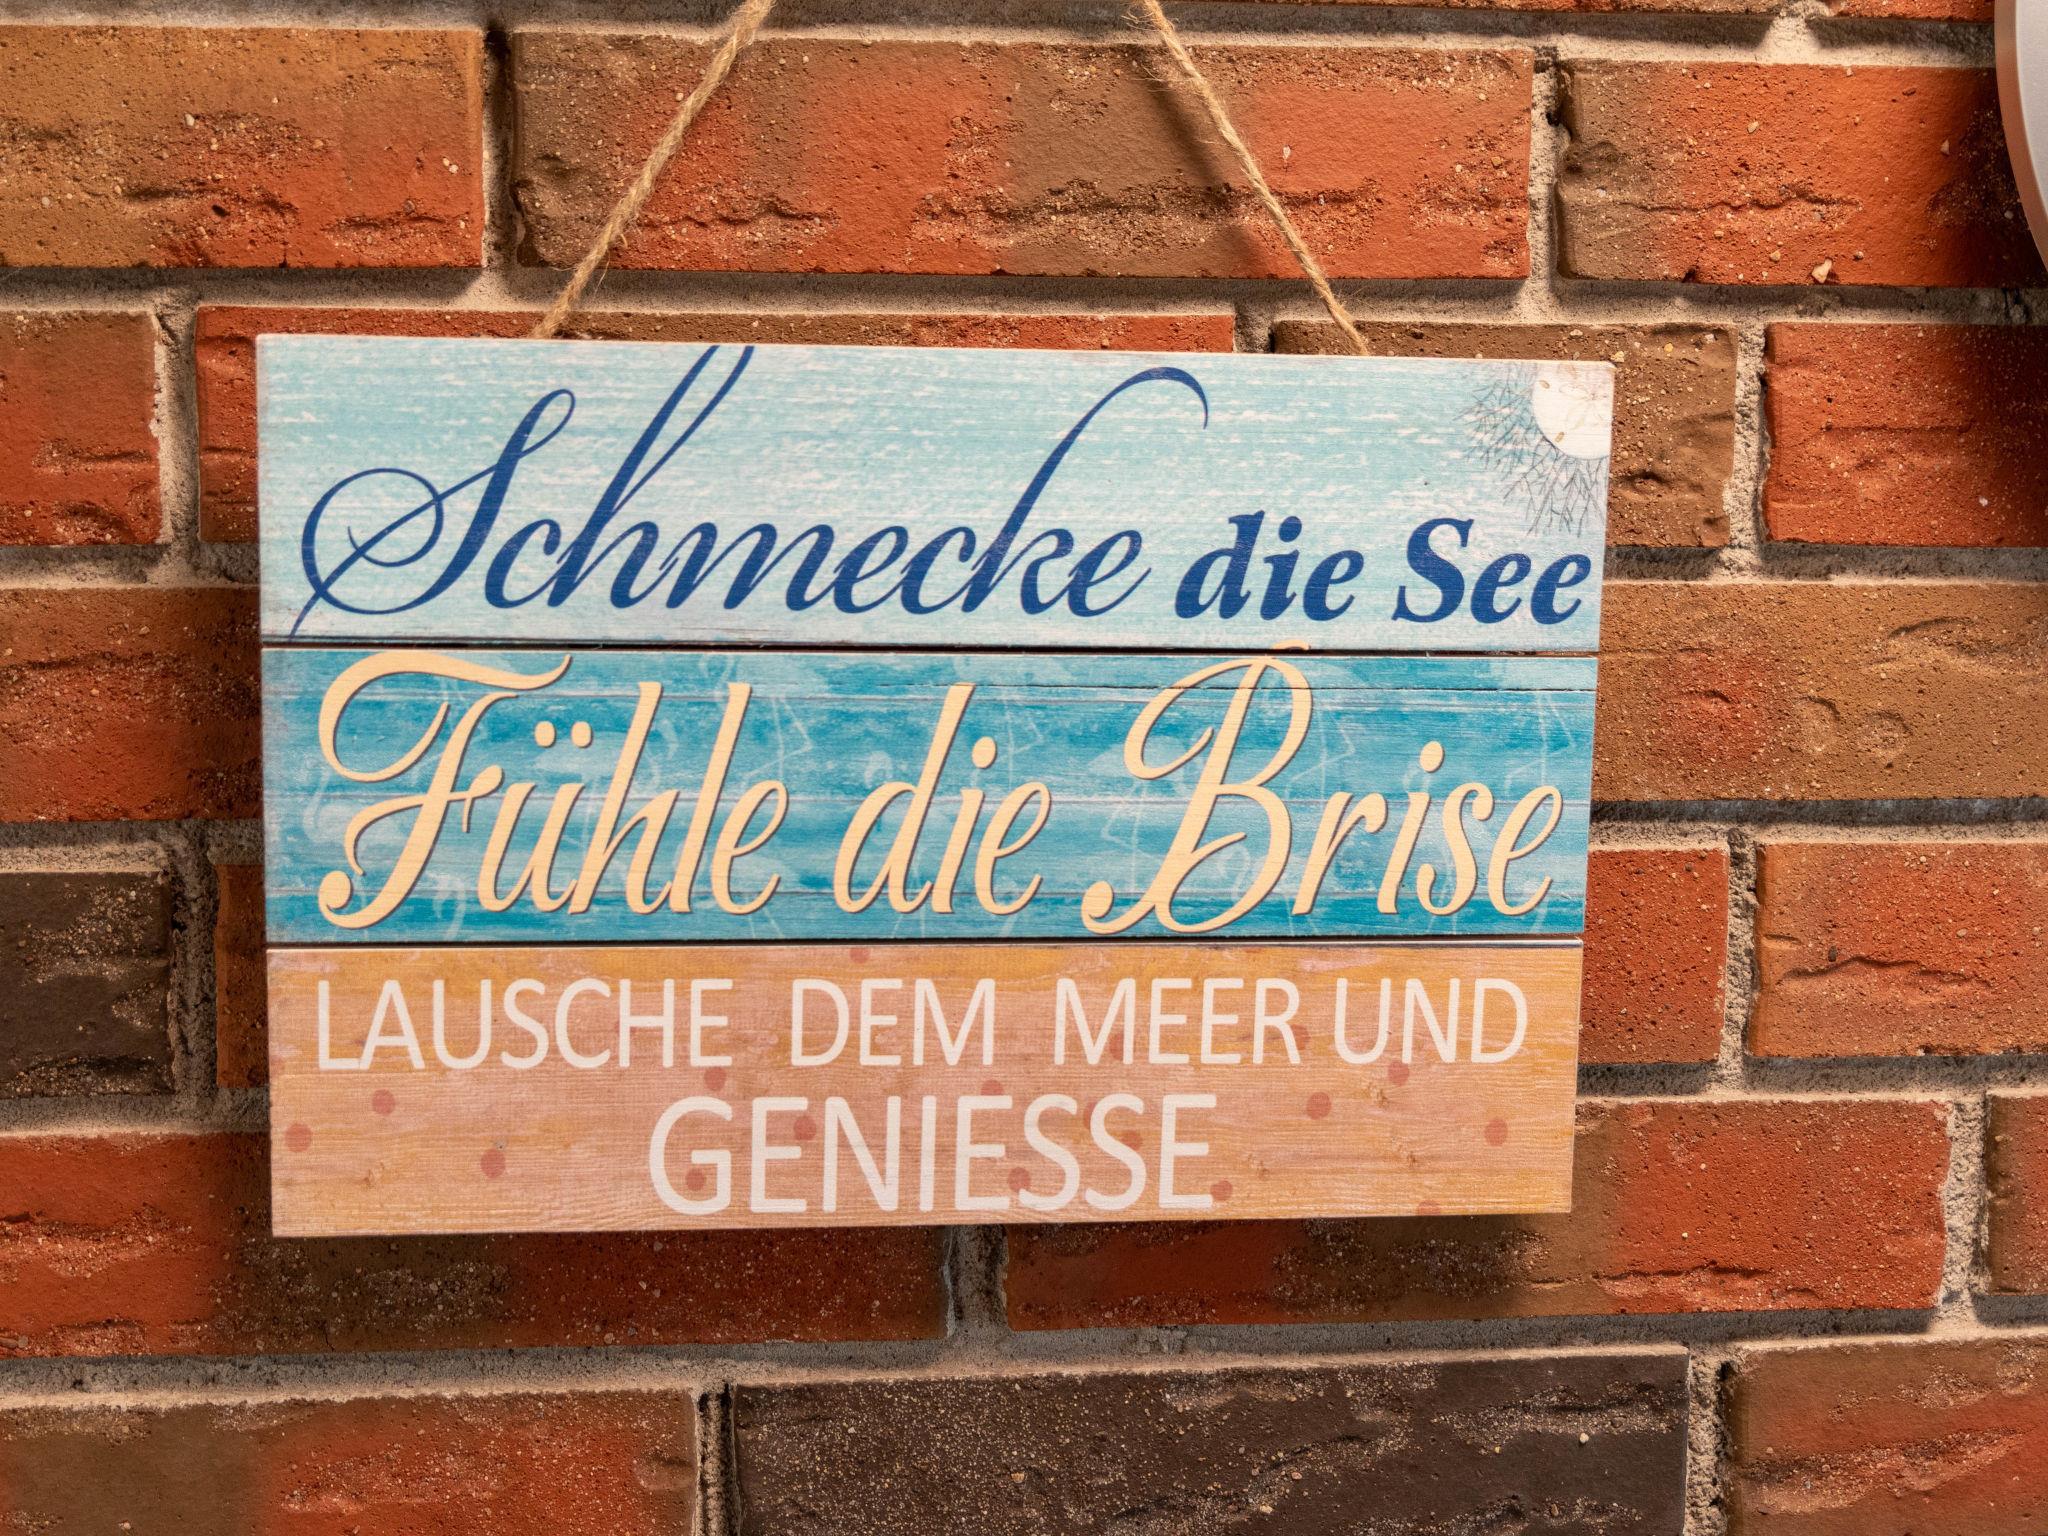 Schmecke die See
Fühle die Brise
LAUSCHE DEM MEER UND
GENIESSE